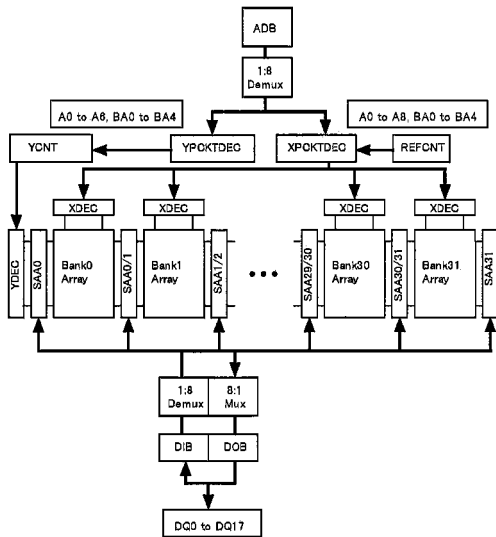 ADB
1:8
Demux
A0 to A6, BA0 to BA4
A0 to A8, BA0 to BA4
YCNT
YPCKTDEC
XPCKTDEC
REFCNT
XDEC
XDEC
XDEC
XDEC
YDEC
SAA0
Bank0
Array
SAA0/1
Bank1
Array
SAA1/2
SAA29/30
Bank30
Array
SAA30/31
Bank31
Array
SAA31
1:8
Demux
8:1
Mux
DIB
DOB
DQ0 to DQ17